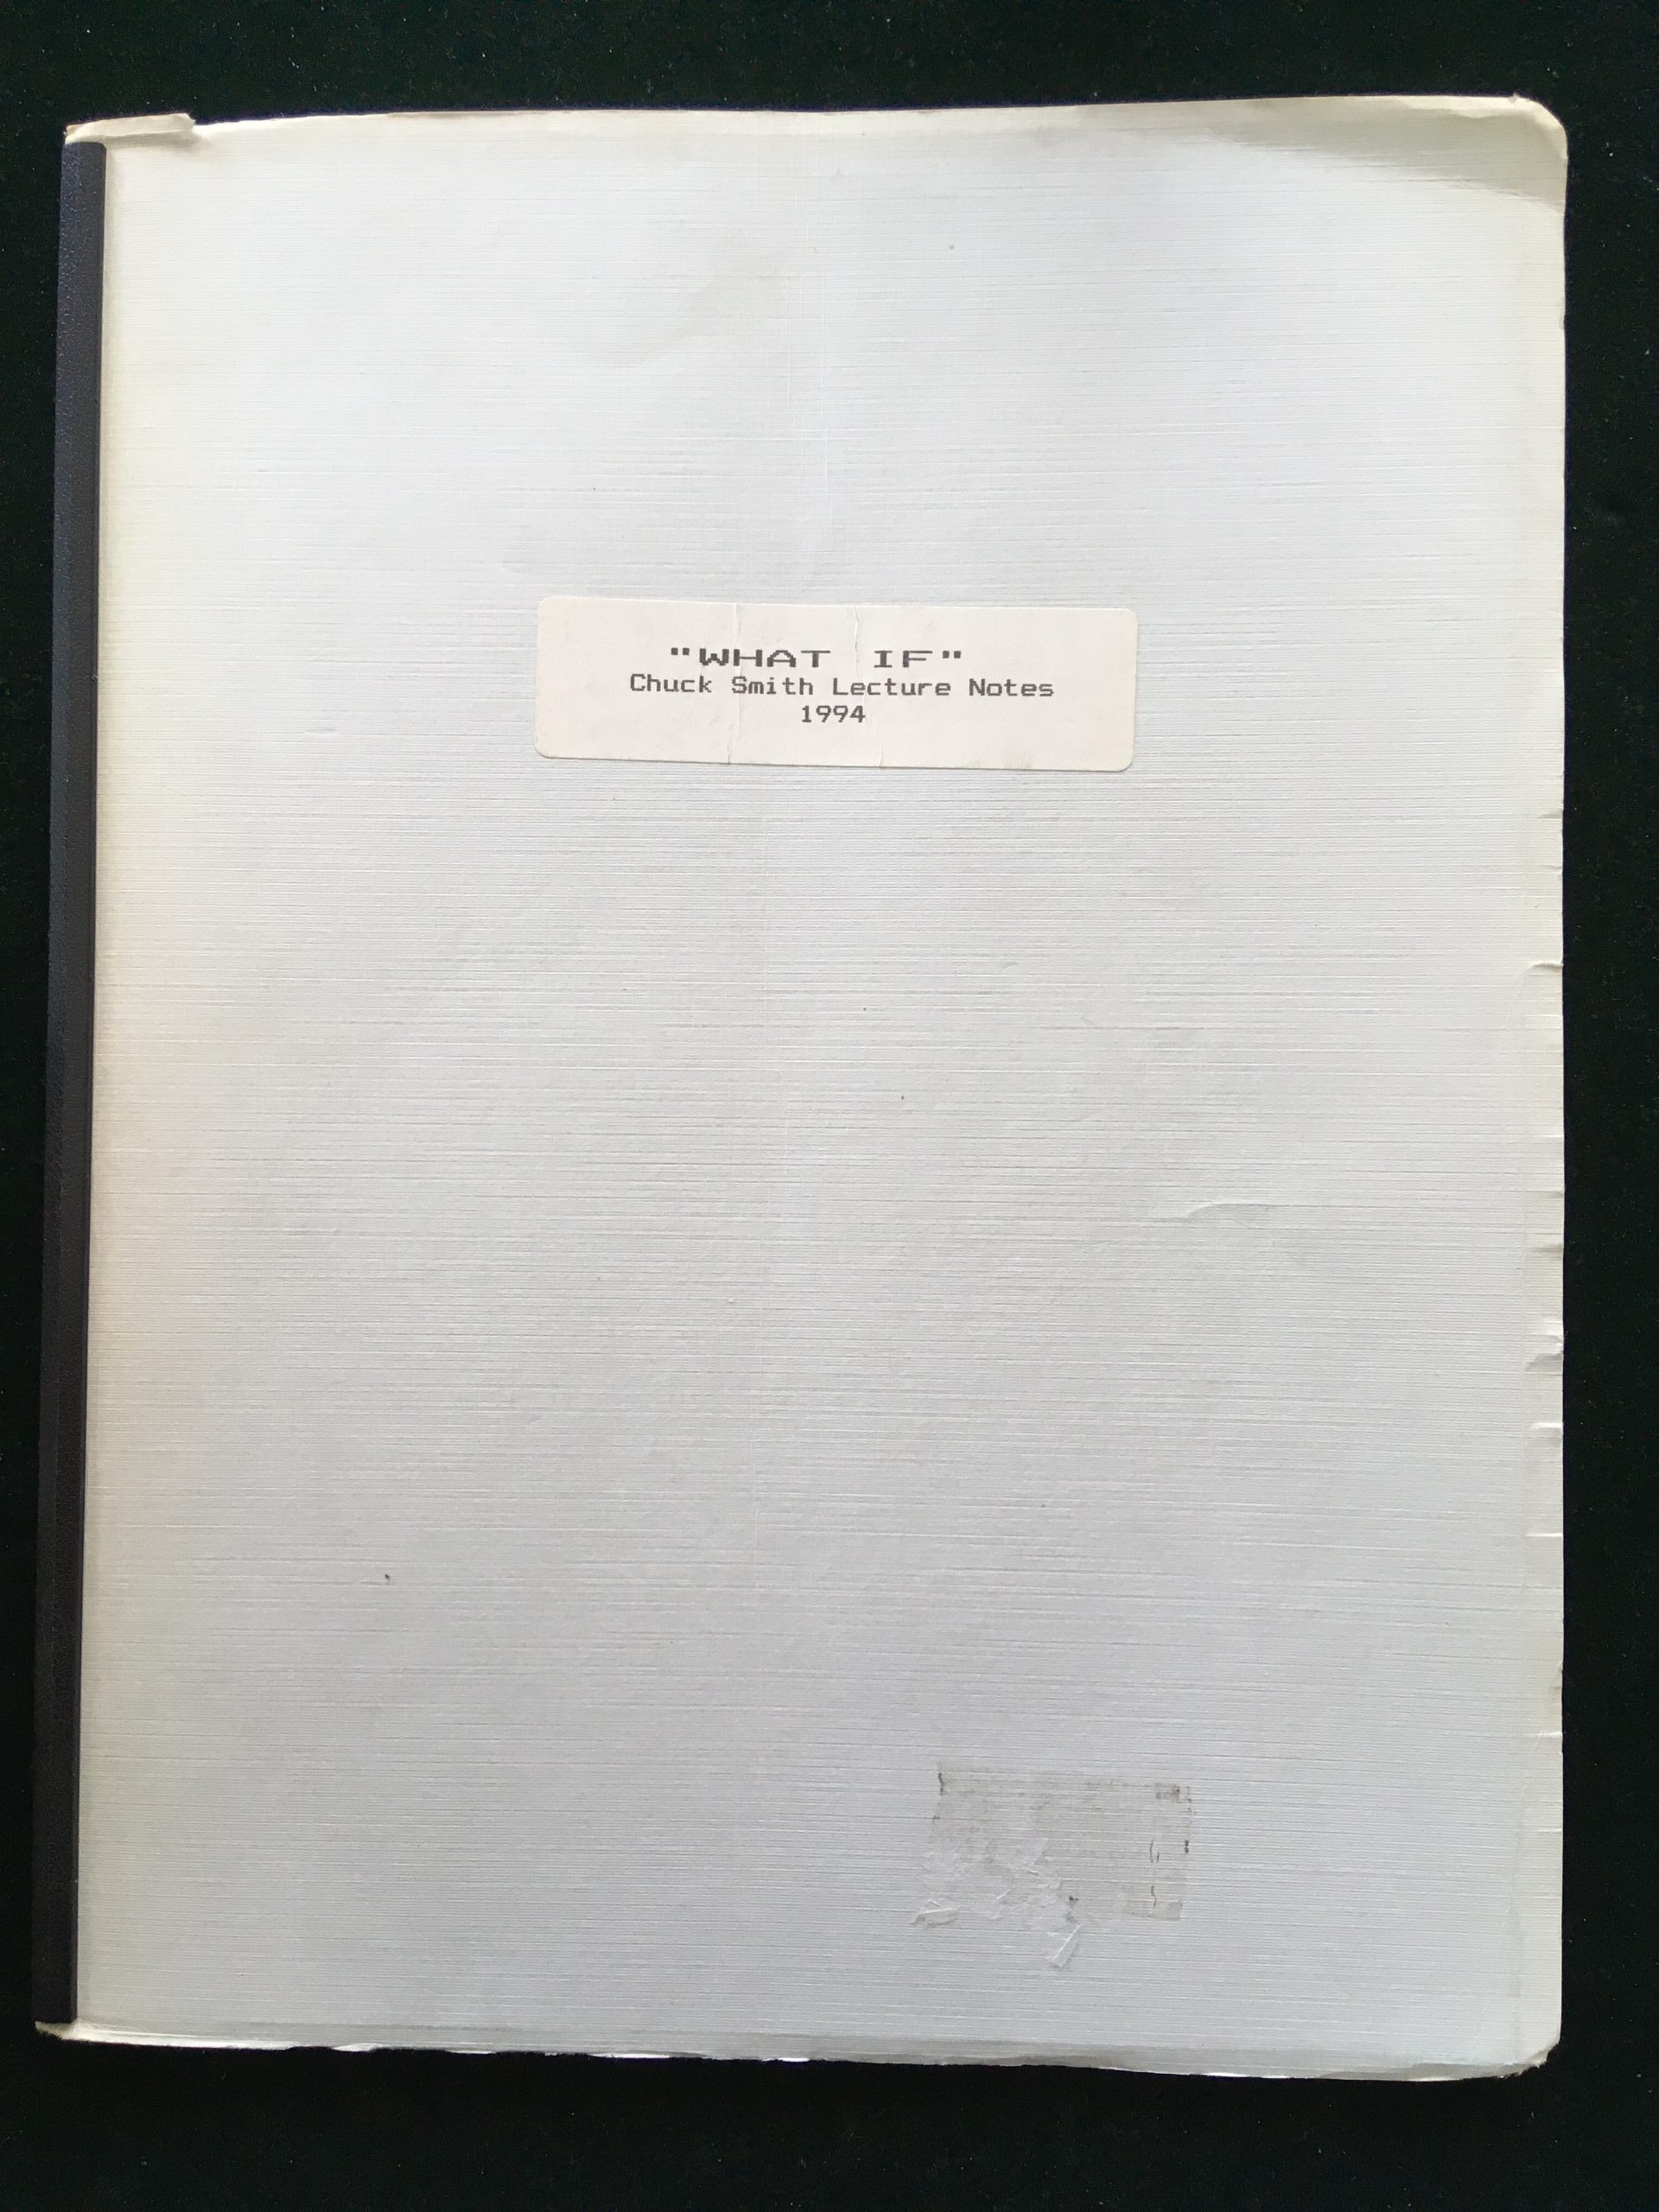 "WHAT IF"
Chuck Smith Lecture Notes
1994